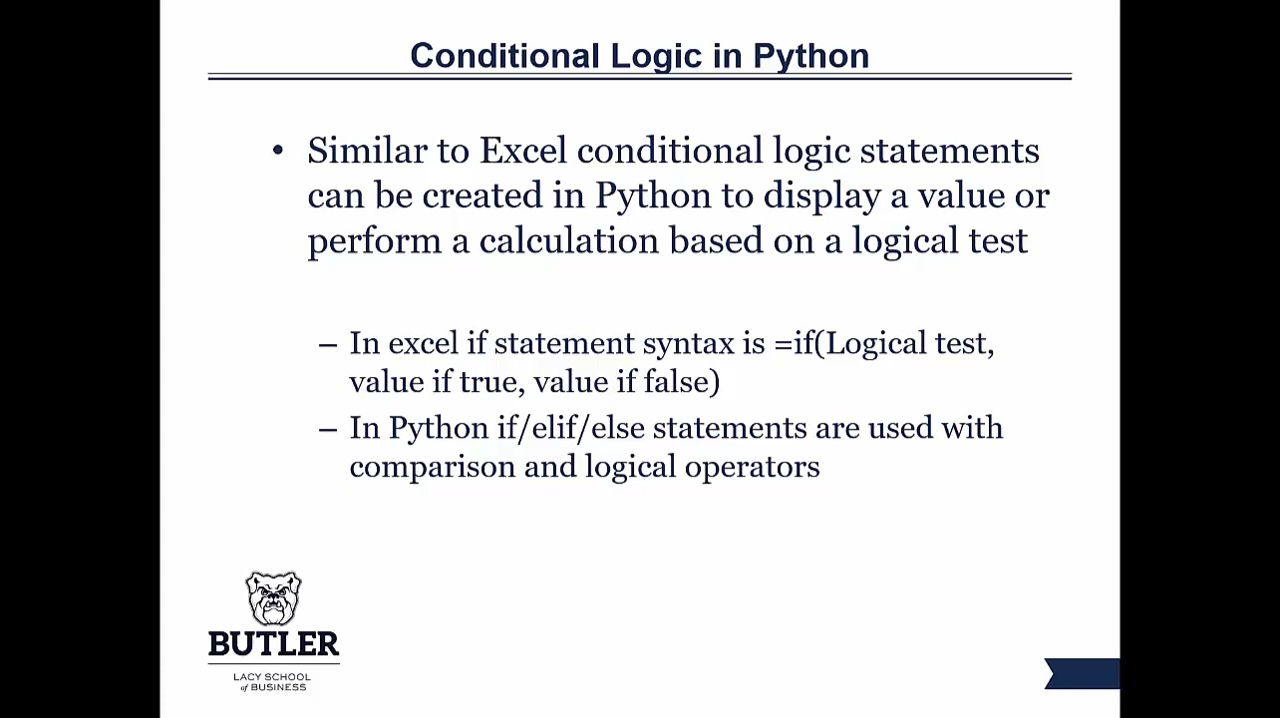 Conditional Logic in Python
• Similar to Excel conditional logic statements
can be created in Python to display a value or
perform a calculation based on a logical test
– In excel if statement syntax is =if(Logical test,
value if true, value if false)
– In Python if/elif/else statements are used with
comparison and logical operators
BUTLER
LACY SCHOOL
of BUSINESS